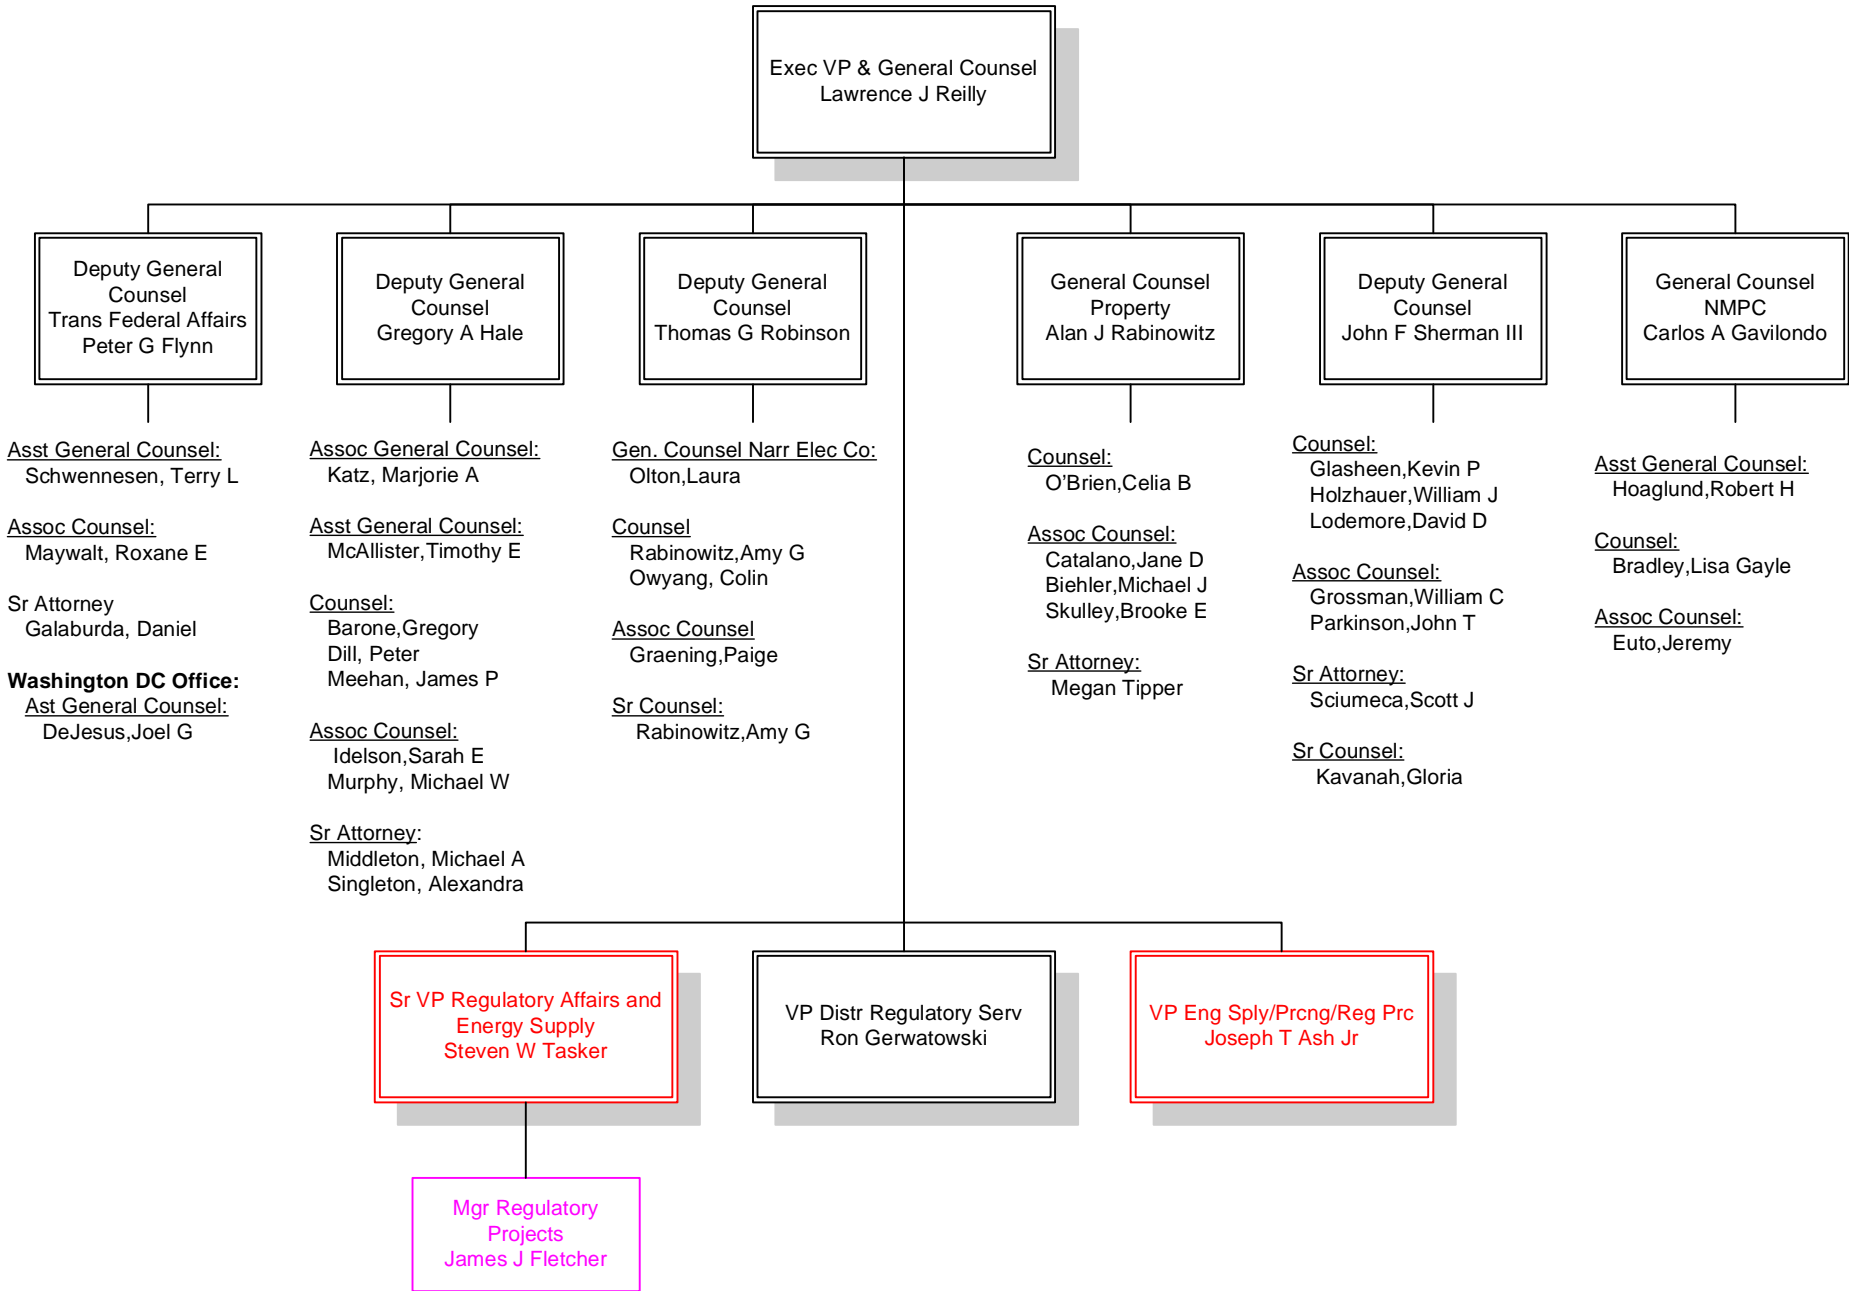 Exec VP & General Counsel
Lawrence J Reilly
Deputy General
Counsel
Trans Federal Affairs
Peter G Flynn
Deputy General
Counsel
Gregory A Hale
Deputy General
Counsel
Thomas G Robinson
General Counsel
Property
Alan J Rabinowitz
Deputy General
Counsel
John F Sherman III
General Counsel
NMPC
Carlos A Gavilondo
Asst General Counsel:
Schwennesen, Terry L
Assoc Counsel:
Maywalt, Roxane E
Sr Attorney
Galaburda, Daniel
Washington DC Office:
Ast General Counsel:
DeJesus,Joel G
Assoc General Counsel:
Katz, Marjorie A
Asst General Counsel:
McAllister,Timothy E
Counsel:
Barone,Gregory
Dill, Peter
Meehan, James P
Assoc Counsel:
Idelson,Sarah E
Murphy, Michael W
Sr Attorney:
Middleton, Michael A
Singleton, Alexandra
Gen. Counsel Narr Elec Co:
Olton,Laura
Counsel
Rabinowitz,Amy G
Owyang, Colin
Assoc Counsel
Graening,Paige
Sr Counsel:
Rabinowitz,Amy G
Counsel:
O'Brien,Celia B
Assoc Counsel:
Catalano,Jane D
Biehler,Michael J
Skulley,Brooke E
Sr Attorney:
Megan Tipper
Counsel:
Glasheen,Kevin P
Holzhauer,William J
Lodemore,David D
Assoc Counsel:
Grossman,William C
Parkinson,John T
Sr Attorney:
Sciumeca,Scott J
Sr Counsel:
Kavanah,Gloria
Asst General Counsel:
Hoaglund,Robert H
Counsel:
Bradley,Lisa Gayle
Assoc Counsel:
Euto,Jeremy
Sr VP Regulatory Affairs and
Energy Supply
Steven W Tasker
VP Distr Regulatory Serv
Ron Gerwatowski
VP Eng Sply/Prcng/Reg Prc
Joseph T Ash Jr
Mgr Regulatory
Projects
James J Fletcher